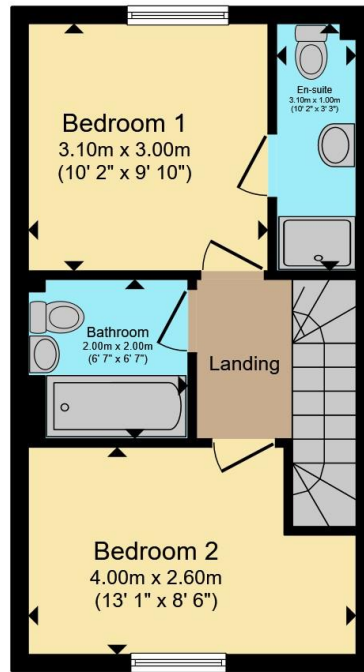 Bedroom 1
3.10m x 3.00m
(10' 2" x 9' 10")
En-suite
3.10m x 1.00m
(10' 2" x 3' 3")
Bathroom
2.00m x 2.00m
(6' 7" x 6' 7")
Landing
Bedroom 2
4.00m x 2.60m
(13' 1" x 8' 6")